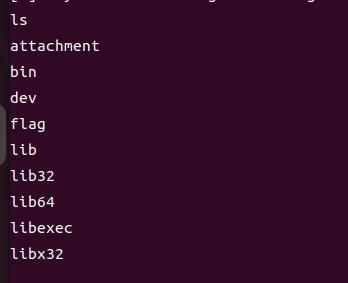 ls
attachment
bin
dev
flag
lib
lib32
lib64
libexec
libx32